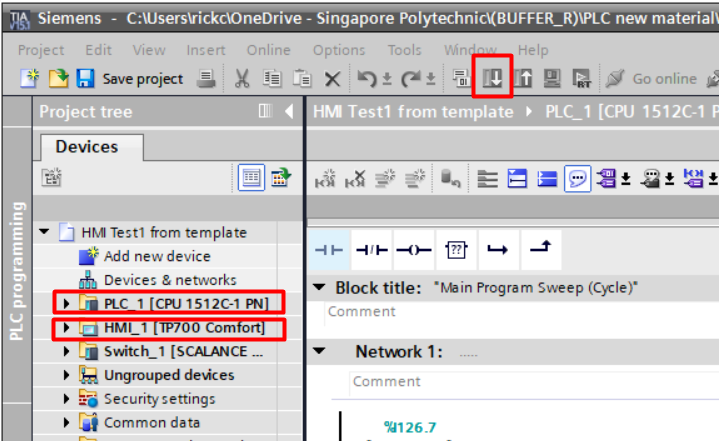 Siemens - C:\Users\rickc\OneDrive - Singapore Polytechnic\(BUFFER_R)\PLC new material\
Project Edit View Insert Online Options Tools Window Help
Save project Go online
Project tree
HMI Test1 from template PLC_1 [CPU 1512C-1 P
Devices
PLC programming
HMI Test1 from template
Add new device
Devices & networks
PLC_1 [CPU 1512C-1 PN]
HMI_1 [TP700 Comfort]
Switch_1 [SCALANCE ...
Ungrouped devices
Security settings
Common data
??
Block title: "Main Program Sweep (Cycle)"
Comment
Network 1: .....
Comment
%I126.7